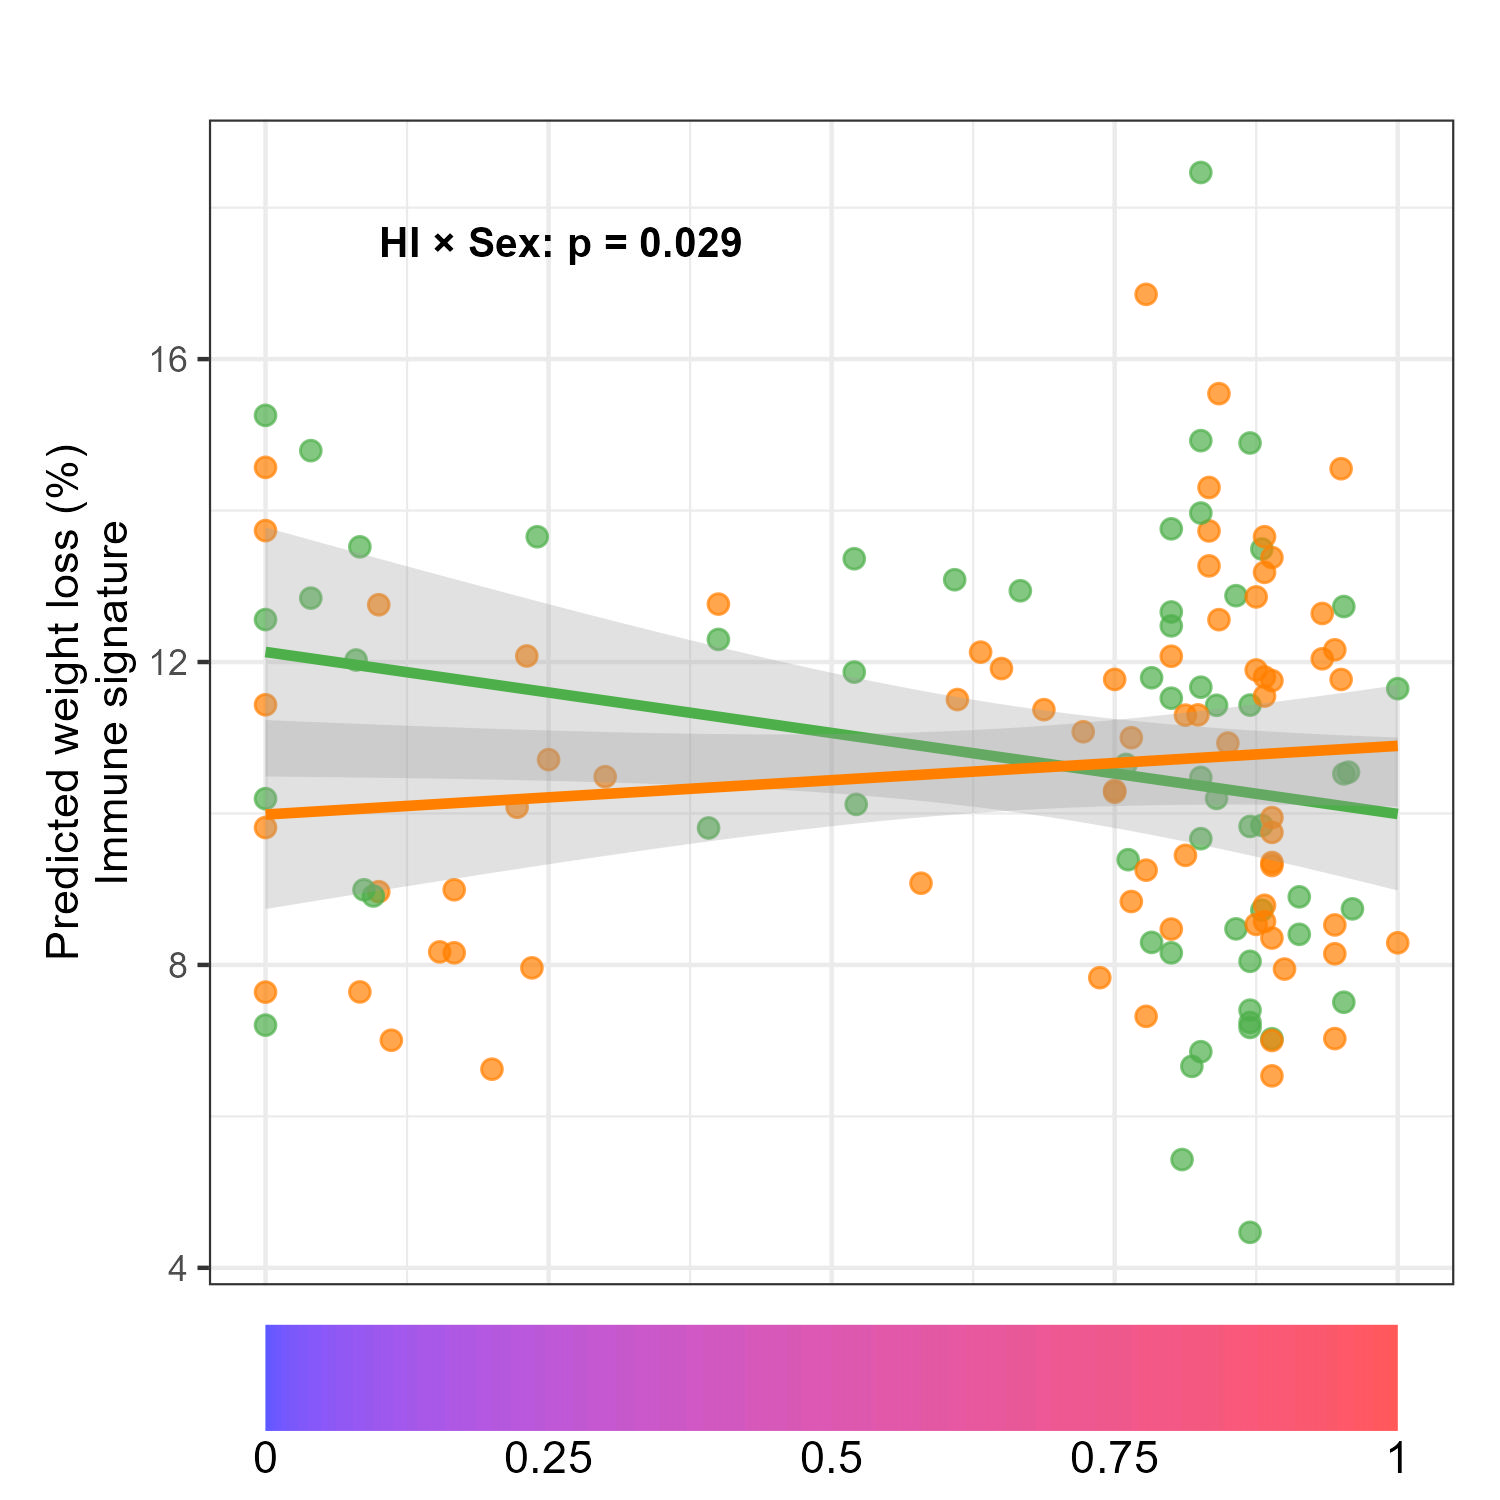 HI × Sex: p = 0.029
Predicted weight loss (%)
Immune signature
16
12
8
4
0 0.25 0.5 0.75 1